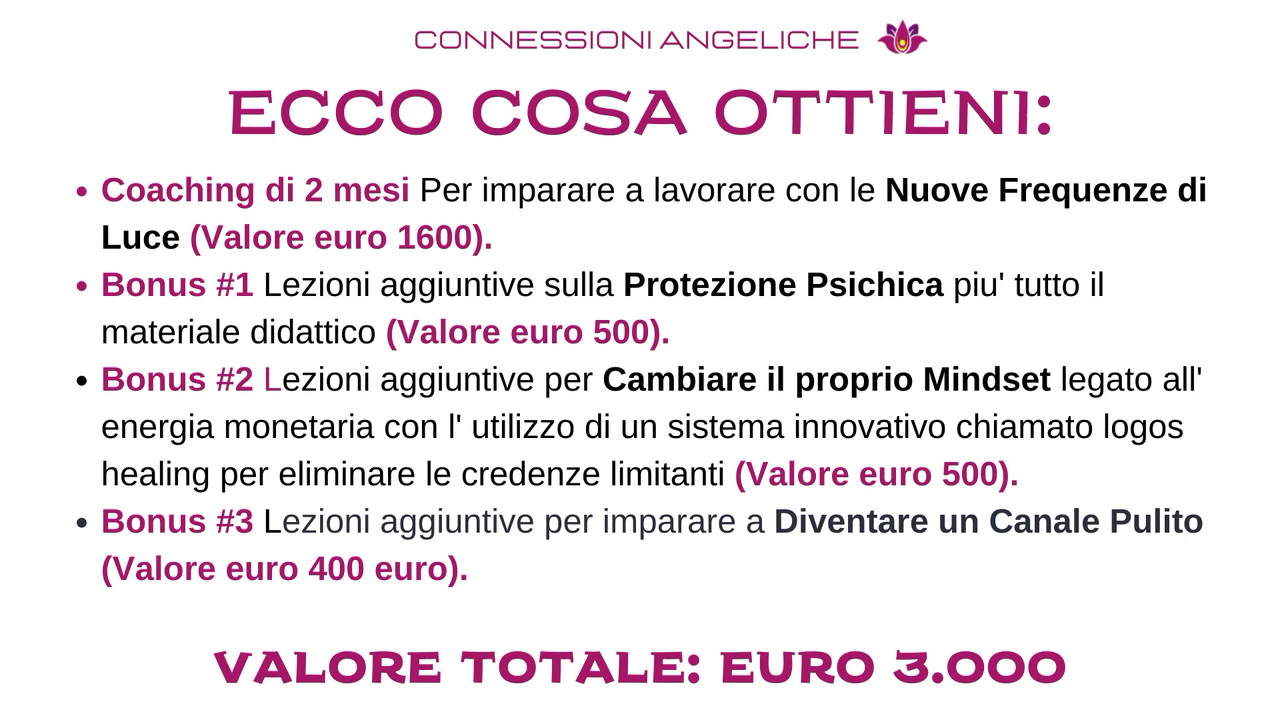 CONNESSIONI ANGELICHE
ECCO COSA OTTIENI:
• Coaching di 2 mesi Per imparare a lavorare con le Nuove Frequenze di
Luce (Valore euro 1600).
• Bonus #1 Lezioni aggiuntive sulla Protezione Psichica piu' tutto il
materiale didattico (Valore euro 500).
• Bonus #2 Lezioni aggiuntive per Cambiare il proprio Mindset legato all'
energia monetaria con l' utilizzo di un sistema innovativo chiamato logos
healing per eliminare le credenze limitanti (Valore euro 500).
• Bonus #3 Lezioni aggiuntive per imparare a Diventare un Canale Pulito
(Valore euro 400 euro).
VALORE TOTALE: EURO 3.000